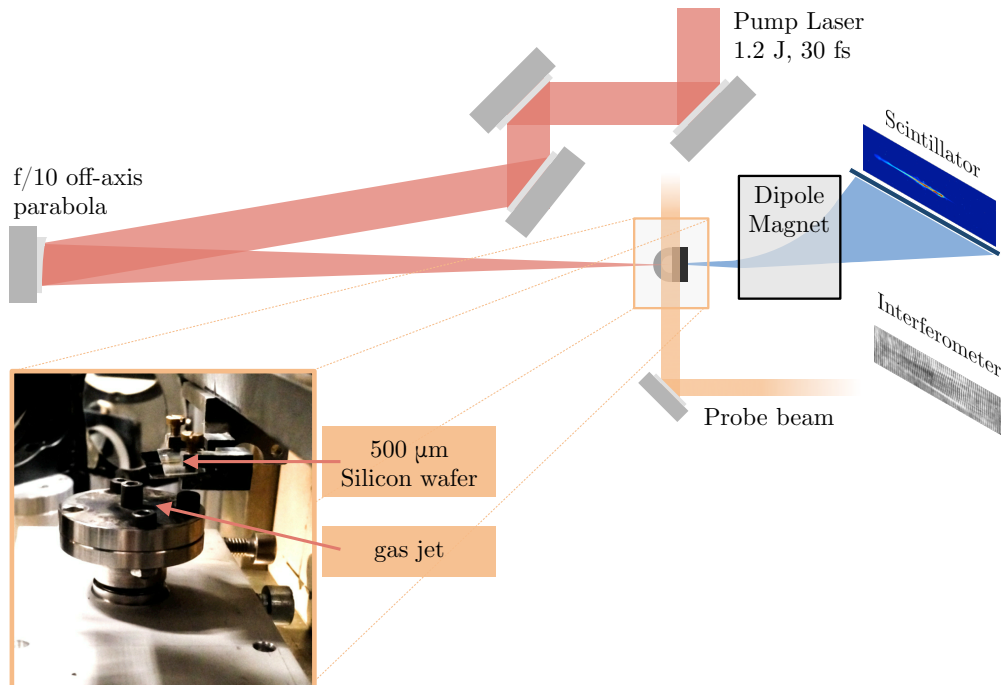 Pump Laser
1.2 J, 30 fs
Scintillator
f/10 off-axis
parabola
Dipole
Magnet
Interferometer
Probe beam
500 μm
Silicon wafer
gas jet